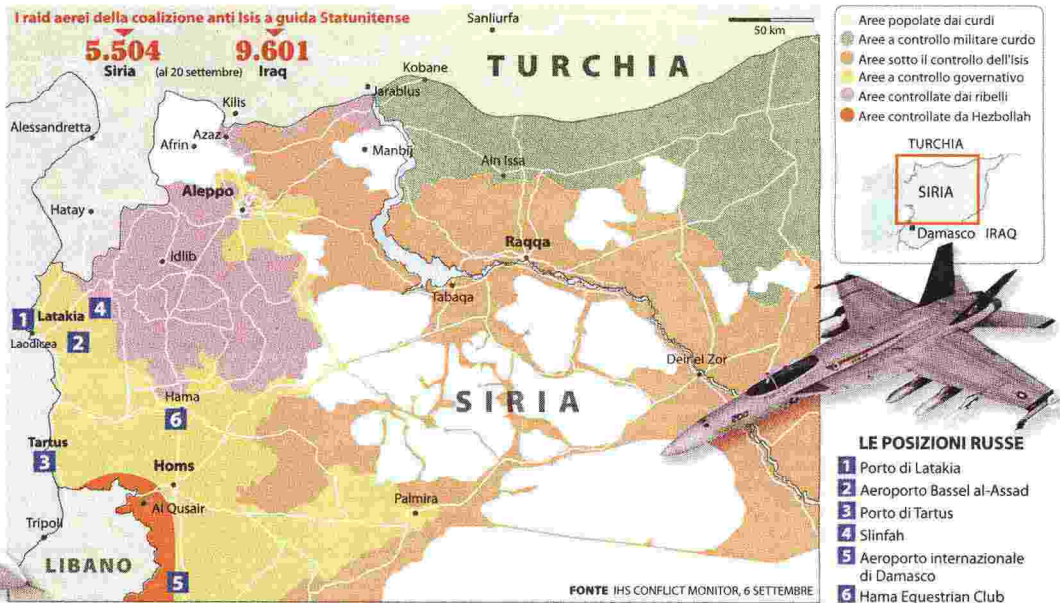 I raid aerei della coalizione anti Isis a guida Statunitense
5.504
Siria
(al 20 settembre)
9.601
Iraq
Sanliurfa
50 km
TURCHIA
Kobane
Jarablus
Kilis
Alessandretta
Azaz
Afrin
Manbij
Ain Issa
Aleppo
Hatay
Idlib
Raqqa
Tabaqa
1
Latakia
4
Laodicea
2
Deir el Zor
SIRIA
Hama
6
Tartus
3
Homs
Al Qusair
Palmira
Tripoli
LIBANO
5
FONTE IHS CONFLICT MONITOR, 6 SETTEMBRE
Aree popolate dai curdi
Aree a controllo militare curdo
Aree sotto il controllo dell'Isis
Aree a controllo governativo
Aree controllate dai ribelli
Aree controllate da Hezbollah
TURCHIA
SIRIA
Damasco
IRAQ
LE POSIZIONI RUSSE
1 Porto di Latakia
2 Aeroporto Bassel al-Assad
3 Porto di Tartus
4 Slinfah
5 Aeroporto internazionale
di Damasco
6 Hama Equestrian Club